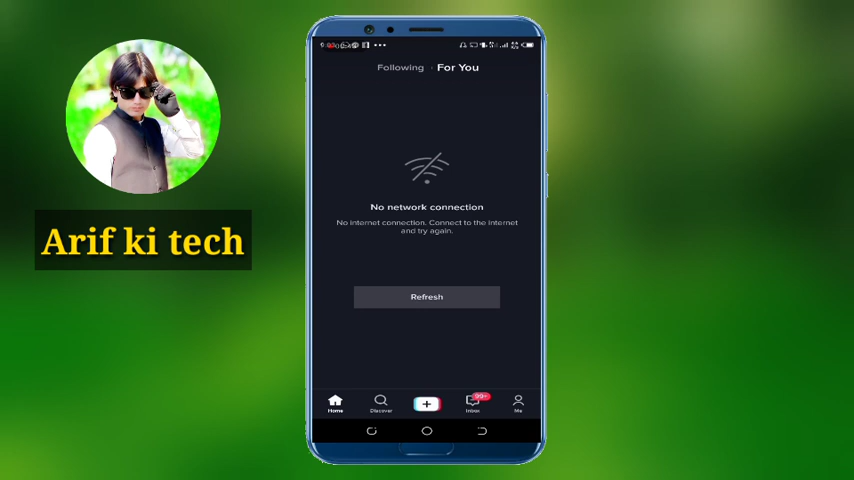 Following
For You
No network connection
No internet connection. Connect to the internet
and try again.
Refresh
99+
Home
Discover
Inbox
Me
Arif ki tech